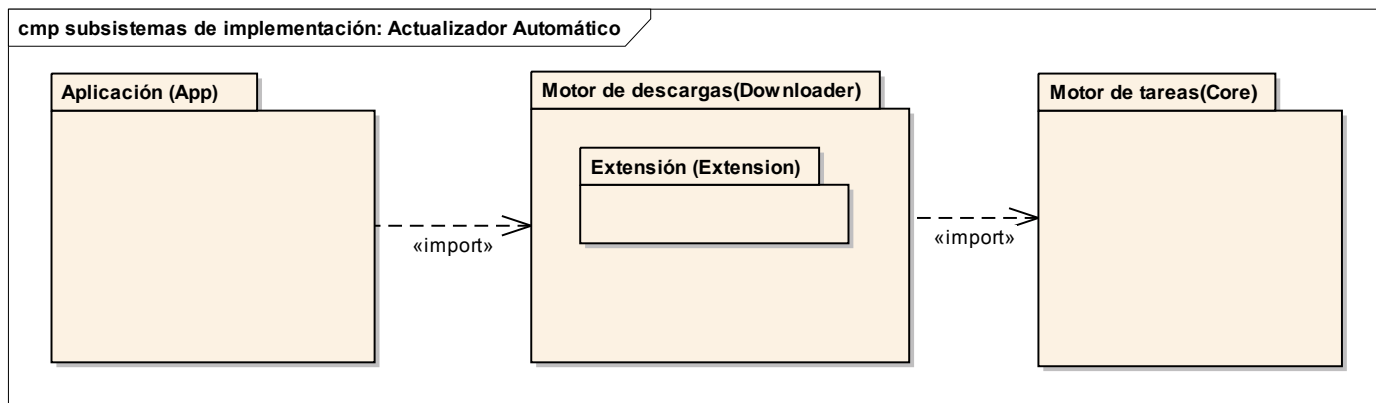 cmp subsistemas de implementación: Actualizador Automático
Aplicación (App)
Motor de descargas(Downloader)
Motor de tareas(Core)
Extensión (Extension)
«import»
«import»